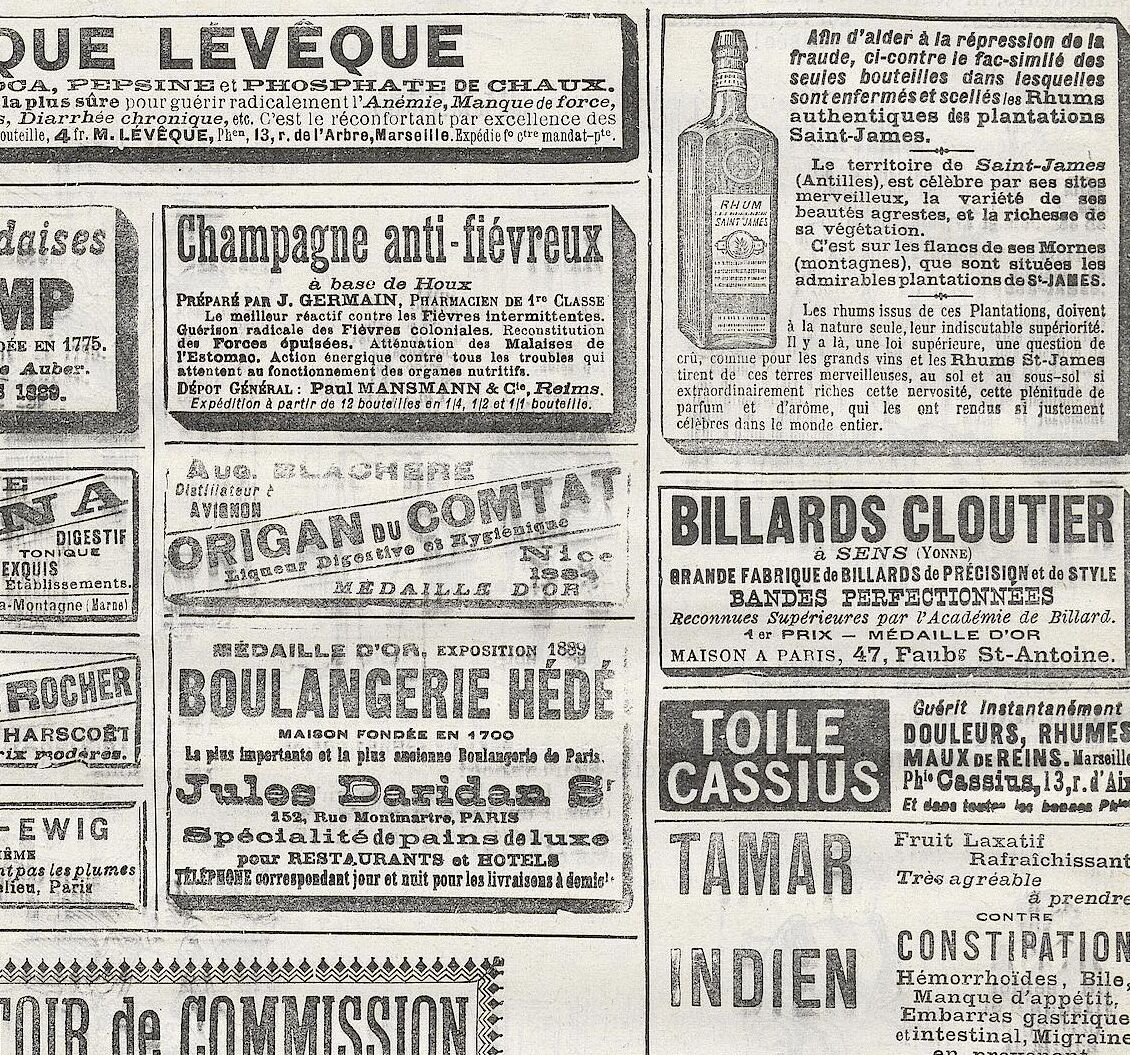 QUE LÉVÊQUE
OCA, PEPSINE et PHOSPHATE DE CHAUX.
la plus sûre pour guérir radicalement l'Anémie, Manque de force,
s, Diarrhée chronique, etc. C'est le réconfortant par excellence des
outeille, 4 fr. M. LÉVÊQUE, Phen, 13, r. de l'Arbre, Marseille. Expédie fo ctre mandat-pte.
daises
MP
DÉE EN 1775.
e Auber.
S 1889.
Champagne anti-fiévreux
à base de Houx
PRÉPARÉ PAR J. GERMAIN, PHARMACIEN DE 1re CLASSE
Le meilleur réactif contre les Fièvres intermittentes.
Guérison radicale des Fièvres coloniales. Reconstitution
des Forces épuisées. Atténuation des Malaises de
l'Estomac. Action énergique contre tous les troubles qui
attentent au fonctionnement des organes nutritifs.
DÉPOT GÉNÉRAL : Paul MANSMANN & Cie, Reims.
Expédition à partir de 12 bouteilles en 1/4, 1/2 et 1/1 bouteille.
E
NA
DIGESTIF
TONIQUE
EXQUIS
Établissements.
a-Montagne (Marne)
Aug. BLACHÈRE
Distillateur à
AVIGNON
ORIGAN DU COMTAT
Liqueur Digestive et Hygiénique
Nice
1884
MÉDAILLE D'OR
ROCHER
HARSCOËT
rix modérés.
-EWIG
ÊME
nt pas les plumes
lieu, Paris
MÉDAILLE D'OR, EXPOSITION 1889
BOULANGERIE HÉDÉ
MAISON FONDÉE EN 1700
La plus importante et la plus ancienne Boulangerie de Paris.
Jules Daridan Sr
152, Rue Montmartre, PARIS
Spécialité de pains de luxe
pour RESTAURANTS et HOTELS
TÉLÉPHONE correspondant jour et nuit pour les livraisons à domicle
OIR de COMMISSION
RHUM
SAINT JAMES
Afin d'aider à la répression de la
fraude, ci-contre le fac-similé des
seules bouteilles dans lesquelles
sont enfermés et scellés les Rhums
authentiques des plantations
Saint-James.
Le territoire de Saint-James
(Antilles), est célèbre par ses sites
merveilleux, la variété de ses
beautés agrestes, et la richesse de
sa végétation.
C'est sur les flancs de ses Mornes
(montagnes), que sont situées les
admirables plantations de St-JAMES.
Les rhums issus de ces Plantations, doivent
à la nature seule, leur indiscutable supériorité.
Il y a là, une loi supérieure, une question de
crû, comme pour les grands vins et les Rhums St-James
tirent de ces terres merveilleuses, au sol et au sous-sol si
extraordinairement riches cette nervosité, cette plénitude de
parfum et d'arôme, qui les ont rendus si justement
célèbres dans le monde entier.
BILLARDS CLOUTIER
à SENS (YONNE)
GRANDE FABRIQUE de BILLARDS de PRÉCISION et de STYLE
BANDES PERFECTIONNÉES
Reconnues Supérieures par l'Académie de Billard.
1er PRIX — MÉDAILLE D'OR
MAISON A PARIS, 47, Faubg St-Antoine.
TOILE
CASSIUS
Guérit Instantanément
DOULEURS, RHUMES
MAUX DE REINS. Marseille
Phie Cassius, 13, r. d'Aix
Et dans toutes les bonnes Phies
TAMAR
INDIEN
Fruit Laxatif
Rafraîchissant
Très agréable
à prendre
CONTRE
CONSTIPATION
Hémorrhoïdes, Bile,
Manque d'appétit,
Embarras gastrique
et intestinal, Migraine